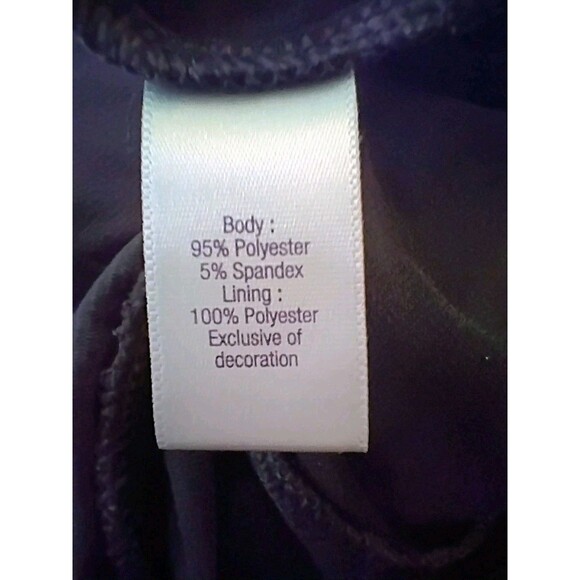 Body :
95% Polyester
5% Spandex
Lining :
100% Polyester
Exclusive of
decoration